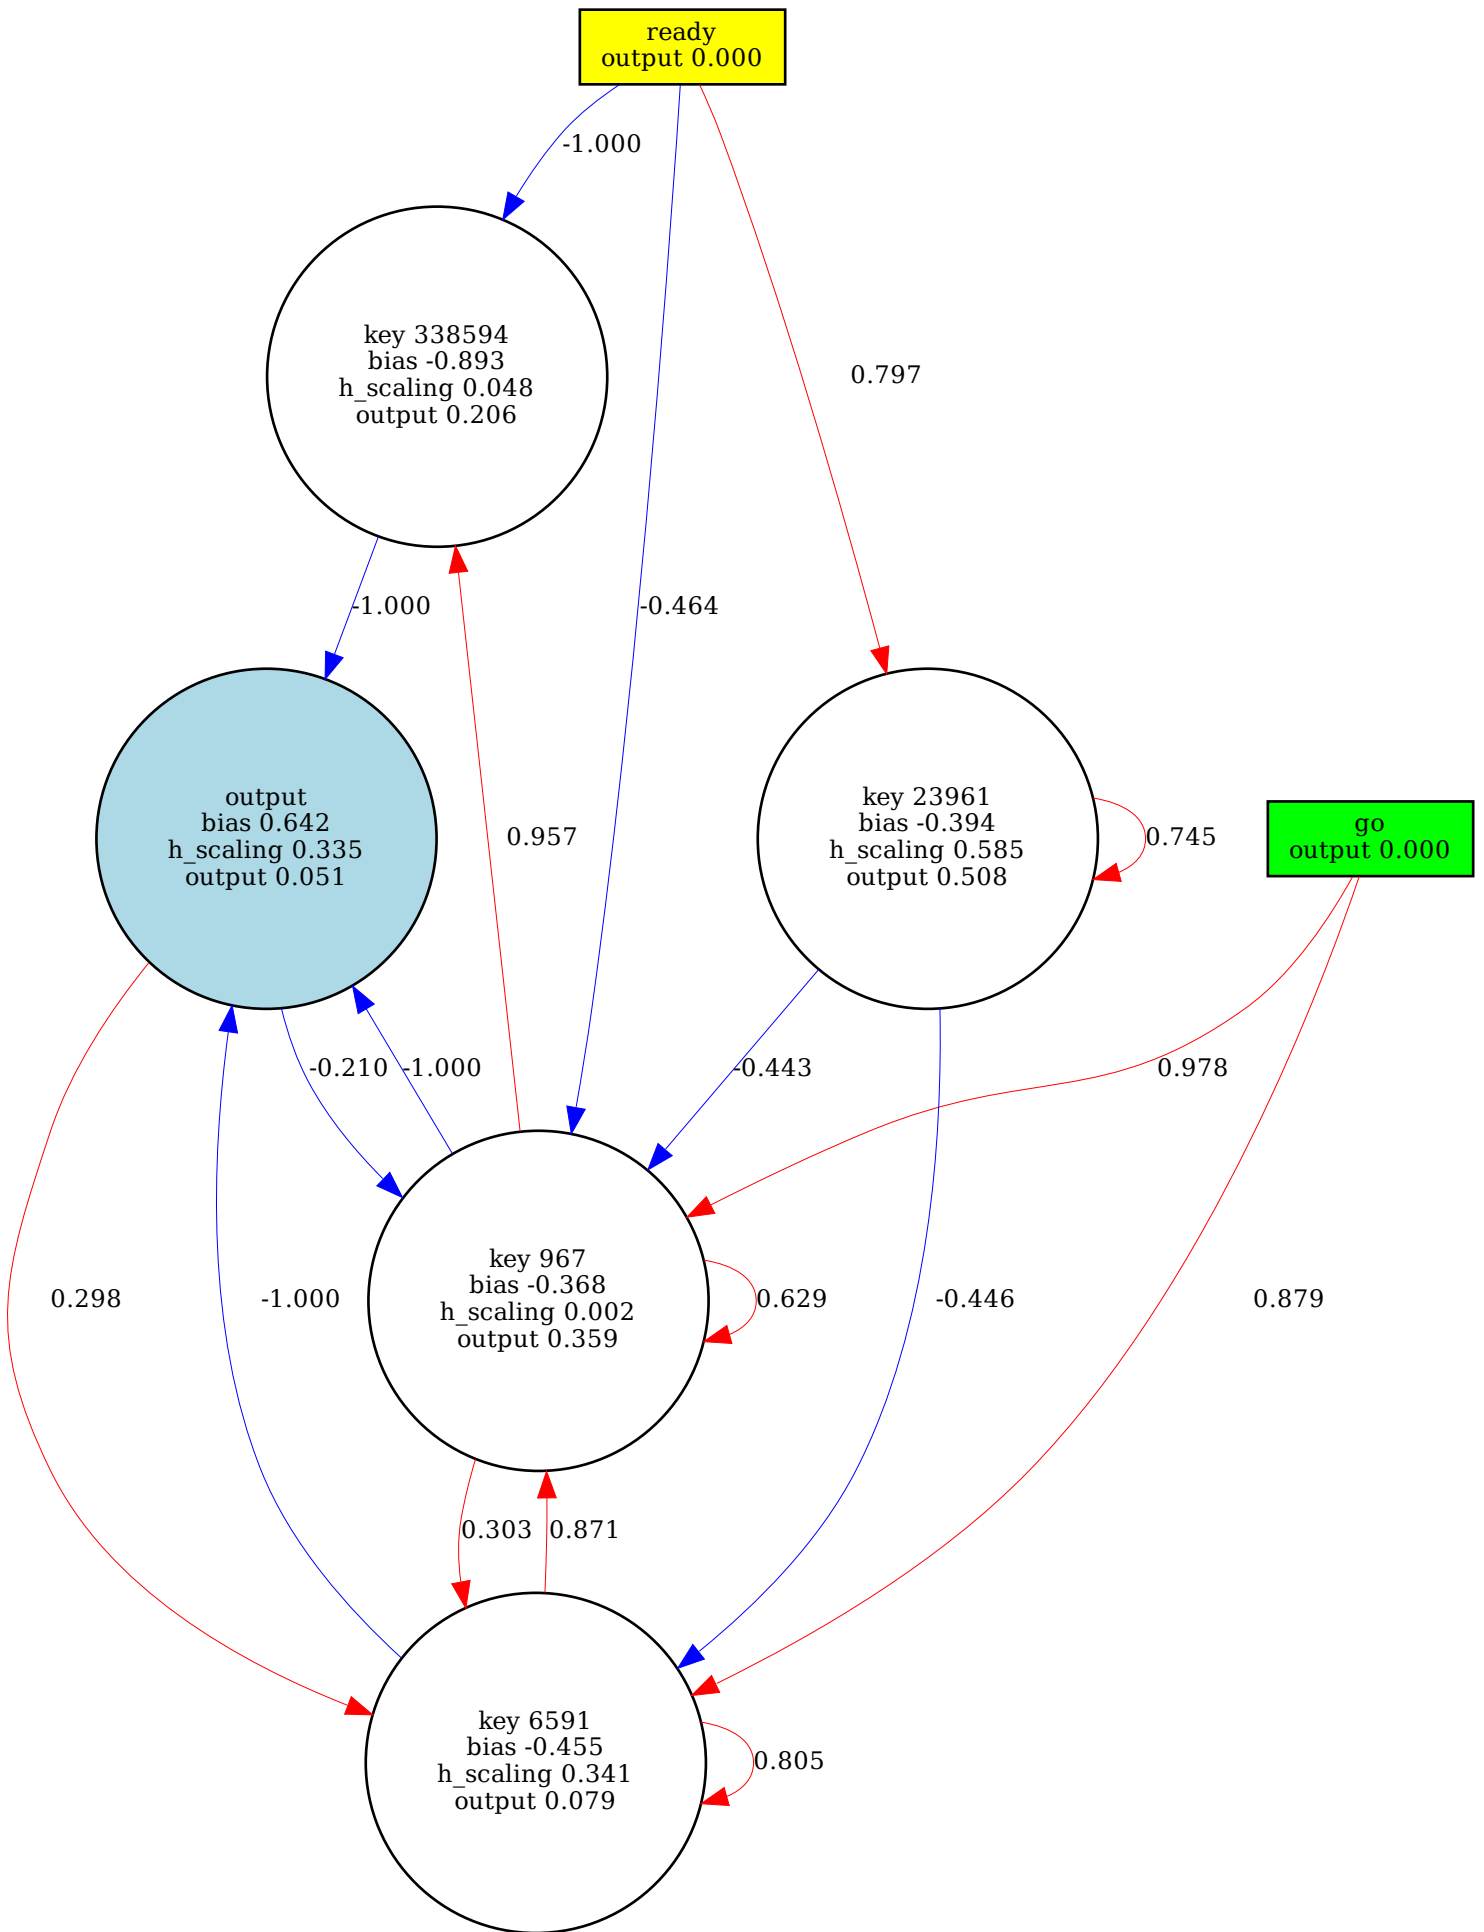 ready
output 0.000
-1.000
key 338594
bias -0.893
h_scaling 0.048
output 0.206
0.797
-1.000
-0.464
output
bias 0.642
h_scaling 0.335
output 0.051
0.957
key 23961
bias -0.394
h_scaling 0.585
output 0.508
0.745
go
output 0.000
-0.210
-1.000
-0.443
0.978
0.298
-1.000
key 967
bias -0.368
h_scaling 0.002
output 0.359
0.629
-0.446
0.879
0.303
0.871
key 6591
bias -0.455
h_scaling 0.341
output 0.079
0.805